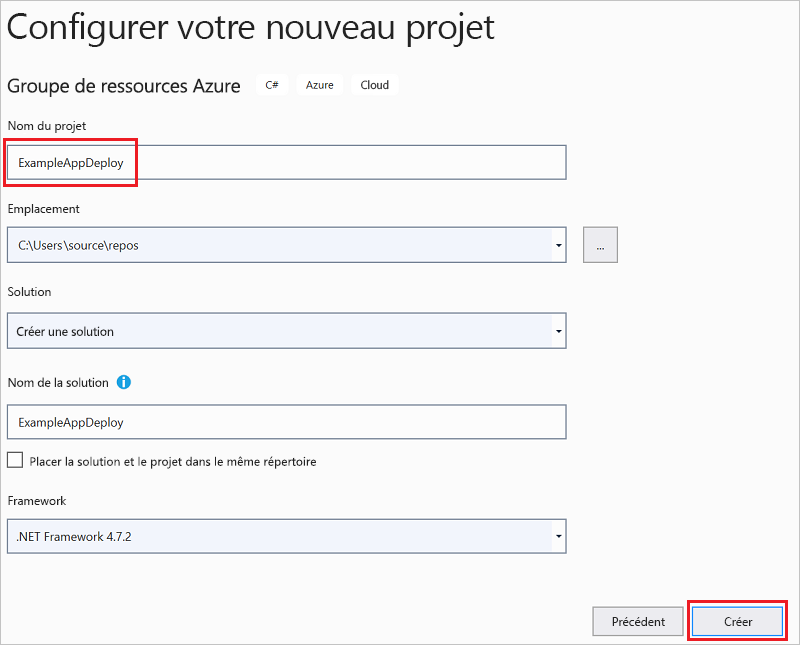 Configurer votre nouveau projet
Groupe de ressources Azure C# Azure Cloud
Nom du projet
ExampleAppDeploy
Emplacement
C:\Users\source\repos ...
Solution
Créer une solution
Nom de la solution
ExampleAppDeploy
Placer la solution et le projet dans le même répertoire
Framework
.NET Framework 4.7.2
Précédent Créer